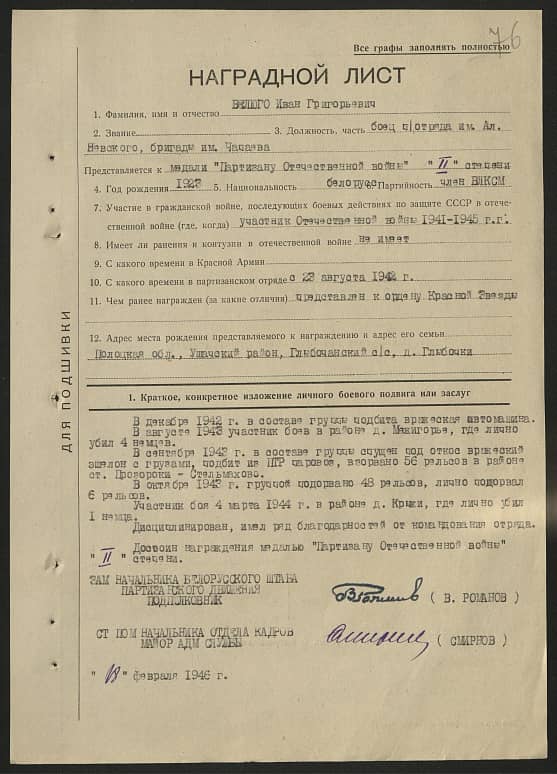 76
Все графы заполнять полностью
НАГРАДНОЙ ЛИСТ
1. Фамилия, имя и отчество ВЕЛЮГО Иван Григорьевич
2. Звание 3. Должность, часть боец п/отряда им. Ал.
Невского, бригады им. Чапаева
Представляется к медали "Партизану Отечественной войны" "II" степени
4. Год рождения 1923 5. Национальность белорус 6. Партийность член ВЛКСМ
7. Участие в гражданской войне, последующих боевых действиях по защите СССР в отече-
ственной войне (где, когда) участник Отечественной войны 1941-1945 г.г.
8. Имеет ли ранения и контузии в отечественной войне не имеет
9. С какого времени в Красной Армии
10. С какого времени в партизанском отряде с 23 августа 1942 г.
11. Чем ранее награжден (за какие отличия) представлен к ордену Красной Звезды
12. Адрес места рождения представляемого к награждению и адрес его семьи
Полоцкая обл., Ушачский район, Глыбочанский с/с, д. Глыбочки
ДЛЯ ПОДШИВКИ
1. Краткое, конкретное изложение личного боевого подвига или заслуг
В декабре 1942 г. в составе группы подбита вражеская автомашина.
В августе 1943 участник боев в районе д. Межигорье, где лично
убил 4 немцев.
В сентябре 1943 г. в составе группы спущен под откос вражеский
эшелон с грузами, подбит из ПТР паровоз, взорвано 56 рельсов в районе
ст. Прозороки - Стельмахово.
В октябре 1943 г. группой подорвано 48 рельсов, лично подорвал
6 рельсов.
Участник боя 4 марта 1944 г. в районе д. Крыжи, где лично убил
1 немца.
Дисциплинирован, имел ряд благодарностей от командования отряда.
Достоин награждения медалью "Партизану Отечественной войны"
"II" степени.
ЗАМ НАЧАЛЬНИКА БЕЛОРУССКОГО ШТАБА
ПАРТИЗАНСКОГО ДВИЖЕНИЯ
ПОДПОЛКОВНИК
( В. РОМАНОВ )
СТ ПОМ НАЧАЛЬНИКА ОТДЕЛА КАДРОВ
МАЙОР АДМ СЛУЖБЫ
( СМИРНОВ )
" " февраля 1946 г.